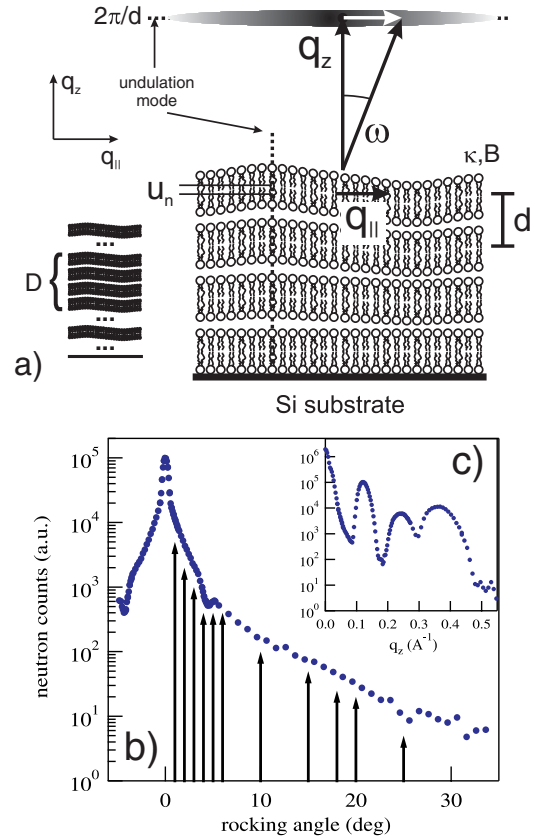 2π/d
q_z
ω
undulation
mode
q_z
q_||
κ,B
u_n
q_||
d
D
a)
Si substrate
c)
10^6
10^5
10^4
10^3
10^2
10^1
10^0
0.0 0.1 0.2 0.3 0.4 0.5
q_z (A^-1)
10^5
10^4
10^3
10^2
10^1
10^0
neutron counts (a.u.)
b)
0 10 20 30
rocking angle (deg)